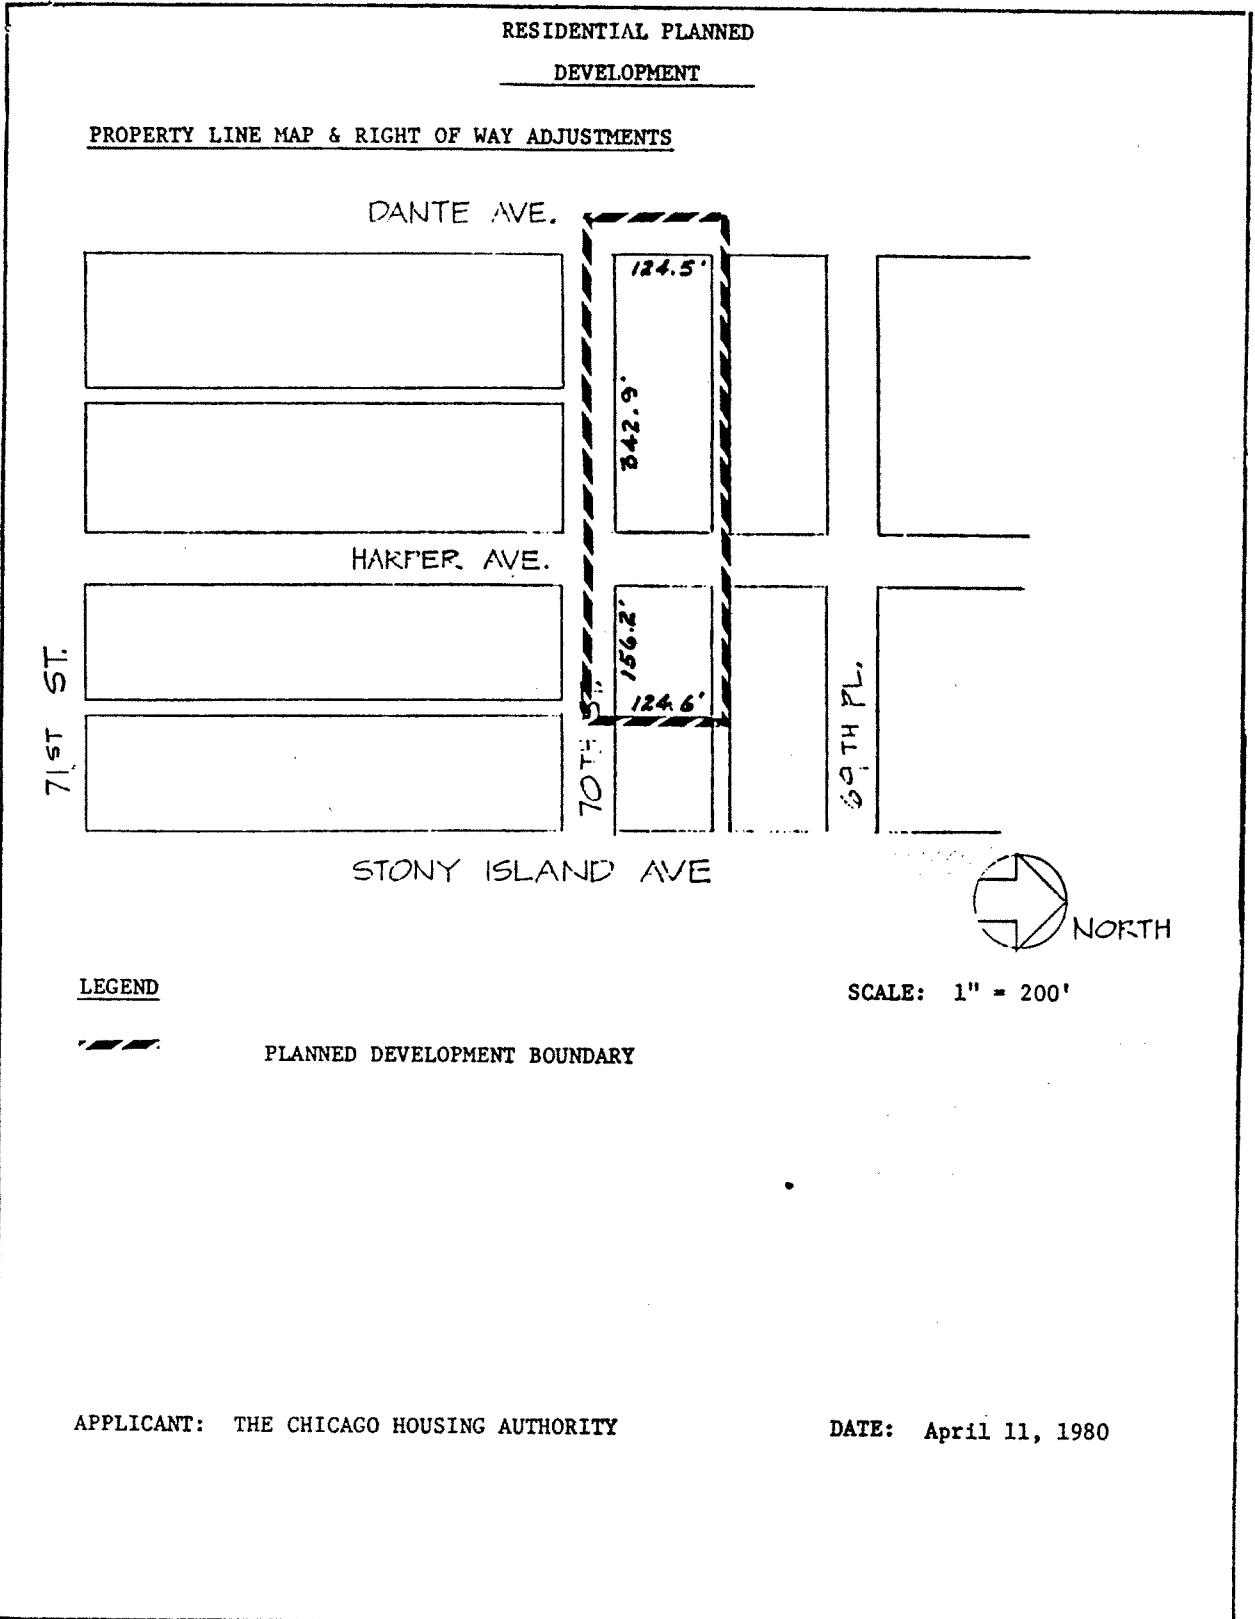 RESIDENTIAL PLANNED
DEVELOPMENT
PROPERTY LINE MAP & RIGHT OF WAY ADJUSTMENTS
DANTE AVE.
124.5'
342.9'
HARPER. AVE.
156.2'
124.6'
71ST ST.
70TH ST.
69TH PL.
STONY ISLAND AVE
NORTH
LEGEND
SCALE: 1" = 200'
PLANNED DEVELOPMENT BOUNDARY
APPLICANT: THE CHICAGO HOUSING AUTHORITY
DATE: April 11, 1980